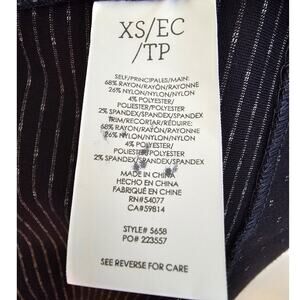 XS/EC
/TP
SELF/PRINCIPALES/MAIN:
68% RAYON/RAYÓN/RAYONNE
26% NYLON/NYLON/NYLON
4% POLYESTER/
POLIESTER/POLYESTER
2% SPANDEX/SPANDEX/SPANDEX
TRIM/RECORTAR/RÉDUIRE:
68% RAYON/RAYÓN/RAYONNE
26% NYLON/NYLON/NYLON
4% POLYESTER/
POLIESTER/POLYESTER
2% SPANDEX/SPANDEX/SPANDEX
MADE IN CHINA
HECHO EN CHINA
FABRIQUÉ EN CHINE
RN#54077
CA#59814
STYLE# 5658
PO# 223557
SEE REVERSE FOR CARE